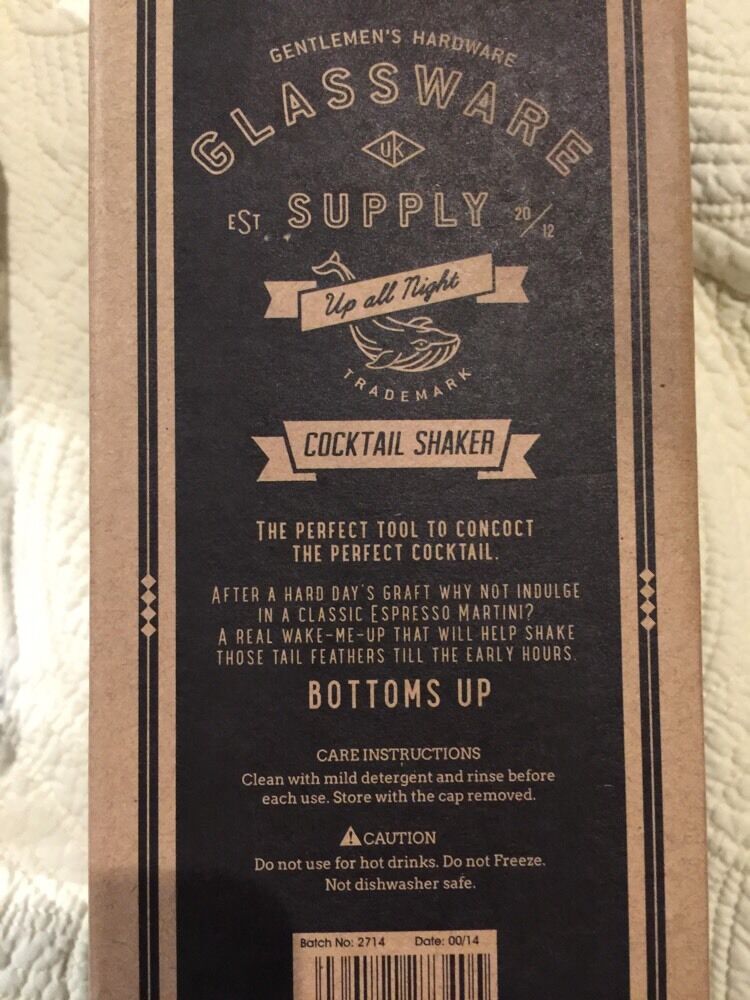 GENTLEMEN'S HARDWARE
GLASSWARE
UK
EST SUPPLY 20/12
Up all Night
TRADEMARK
COCKTAIL SHAKER
THE PERFECT TOOL TO CONCOCT
THE PERFECT COCKTAIL.
AFTER A HARD DAY'S GRAFT WHY NOT INDULGE
IN A CLASSIC ESPRESSO MARTINI?
A REAL WAKE-ME-UP THAT WILL HELP SHAKE
THOSE TAIL FEATHERS TILL THE EARLY HOURS.
BOTTOMS UP
CARE INSTRUCTIONS
Clean with mild detergent and rinse before
each use. Store with the cap removed.
CAUTION
Do not use for hot drinks. Do not Freeze.
Not dishwasher safe.
Batch No: 2714 Date: 00/14